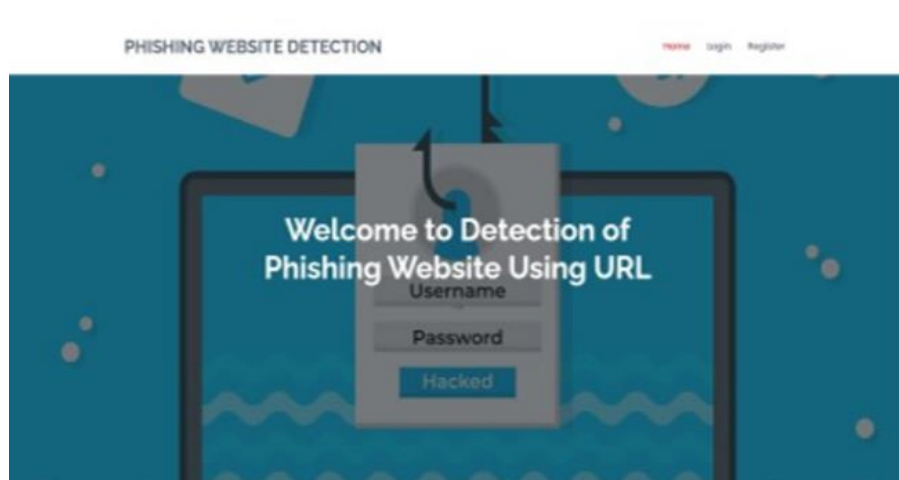 PHISHING WEBSITE DETECTION
Home Login Register
Welcome to Detection of
Phishing Website Using URL
Username
Password
Hacked